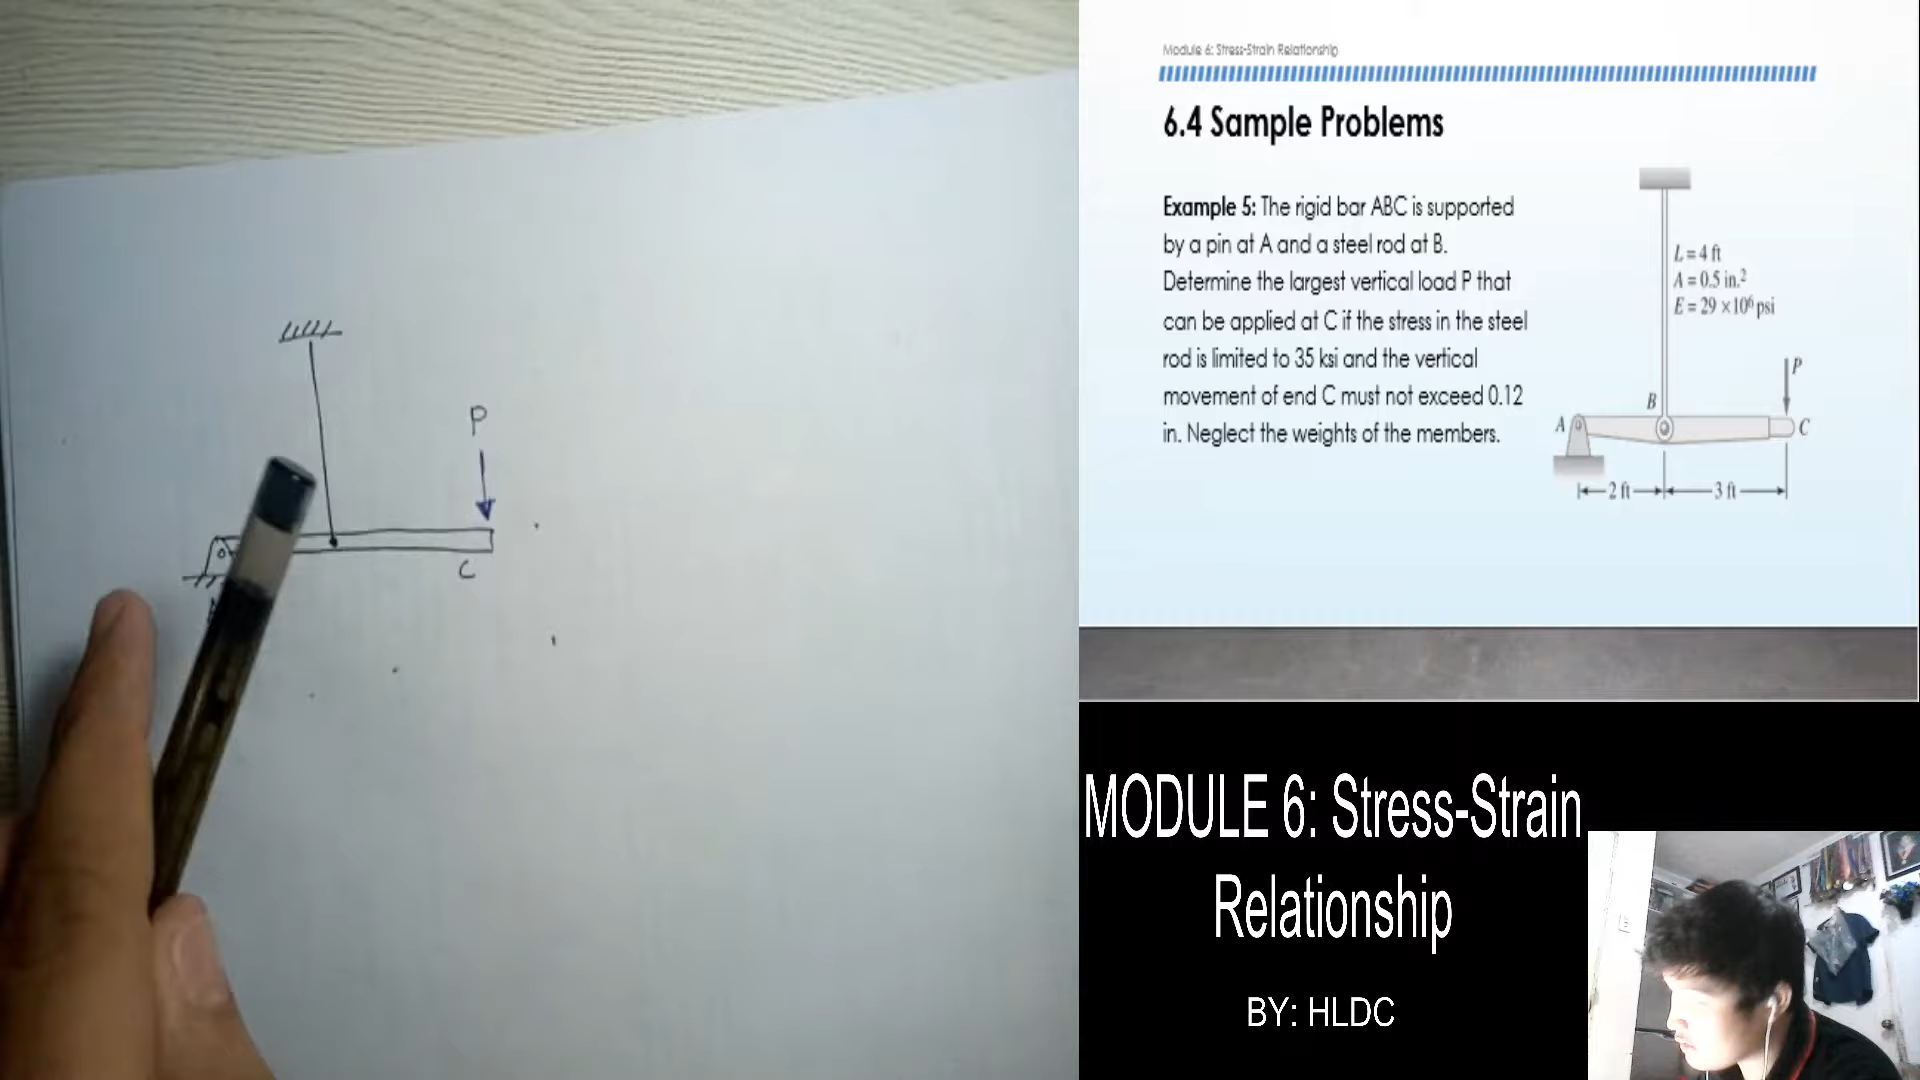 P
C
Module 6: Stress-Strain Relationship
6.4 Sample Problems
Example 5: The rigid bar ABC is supported
by a pin at A and a steel rod at B.
Determine the largest vertical load P that
can be applied at C if the stress in the steel
rod is limited to 35 ksi and the vertical
movement of end C must not exceed 0.12
in. Neglect the weights of the members.
L = 4 ft
A = 0.5 in.²
E = 29 ×10⁶ psi
P
B
A
C
2 ft
3 ft
MODULE 6: Stress-Strain
Relationship
BY: HLDC